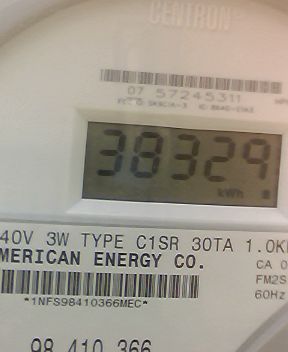 CENTRON®
07 57245311
38329
kWh
40V 3W TYPE C1SR 30TA 1.0K
MERICAN ENERGY CO.
CA 0
FM2S
60Hz
*1NFS98410366MEC*
98 410 366